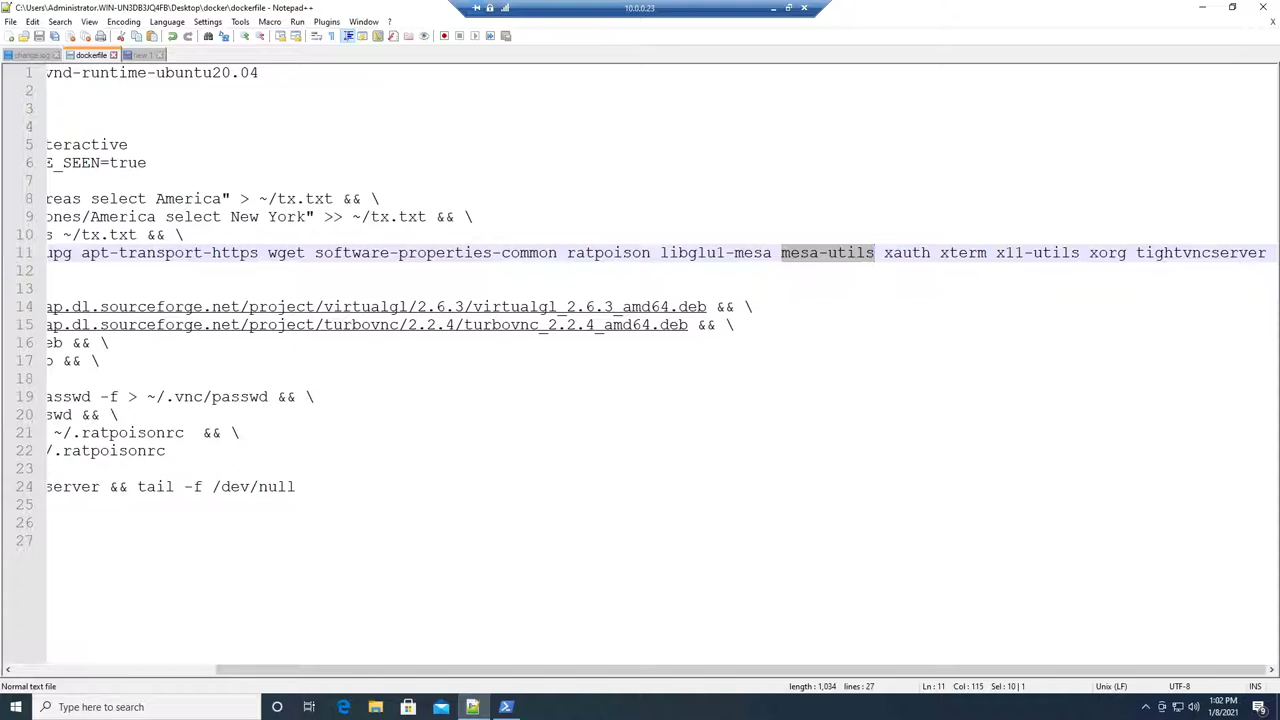 C:\Users\Administrator.WIN-UN3DB3JQ4FB\Desktop\docker\dockerfile - Notepad++
10.0.0.23
File Edit Search View Encoding Language Settings Tools Macro Run Plugins Window ?
change.log dockerfile new 1
1 vnd-runtime-ubuntu20.04
2
3
4
5 teractive
6 E_SEEN=true
7
8 reas select America" > ~/tx.txt && \
9 ones/America select New York" >> ~/tx.txt && \
10 s ~/tx.txt && \
11 upg apt-transport-https wget software-properties-common ratpoison libglu1-mesa mesa-utils xauth xterm x11-utils xorg tightvncserver
12
13
14 ap.dl.sourceforge.net/project/virtualgl/2.6.3/virtualgl_2.6.3_amd64.deb && \
15 ap.dl.sourceforge.net/project/turbovnc/2.2.4/turbovnc_2.2.4_amd64.deb && \
16 eb && \
17 b && \
18
19 asswd -f > ~/.vnc/passwd && \
20 swd && \
21 ~/.ratpoisonrc && \
22 /.ratpoisonrc
23
24 server && tail -f /dev/null
25
26
27
Normal text file length : 1,034 lines : 27 Ln : 11 Col : 115 Sel : 10 | 1 Unix (LF) UTF-8 INS
Type here to search
1:02 PM
1/8/2021